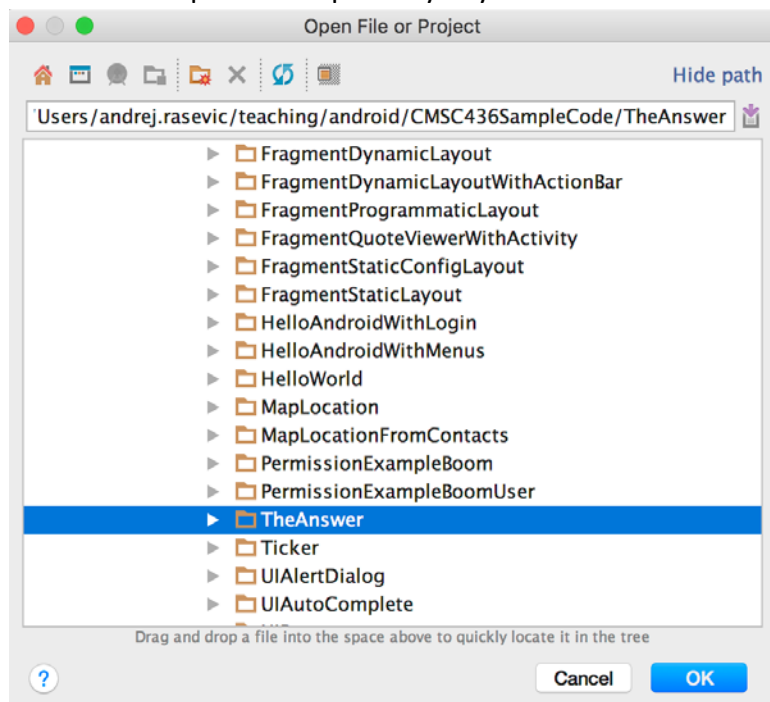 Open File or Project
Hide path
Users/andrej.rasevic/teaching/android/CMSC436SampleCode/TheAnswer
FragmentDynamicLayout
FragmentDynamicLayoutWithActionBar
FragmentProgrammaticLayout
FragmentQuoteViewerWithActivity
FragmentStaticConfigLayout
FragmentStaticLayout
HelloAndroidWithLogin
HelloAndroidWithMenus
HelloWorld
MapLocation
MapLocationFromContacts
PermissionExampleBoom
PermissionExampleBoomUser
TheAnswer
Ticker
UIAlertDialog
UIAutoComplete
Drag and drop a file into the space above to quickly locate it in the tree
? Cancel OK